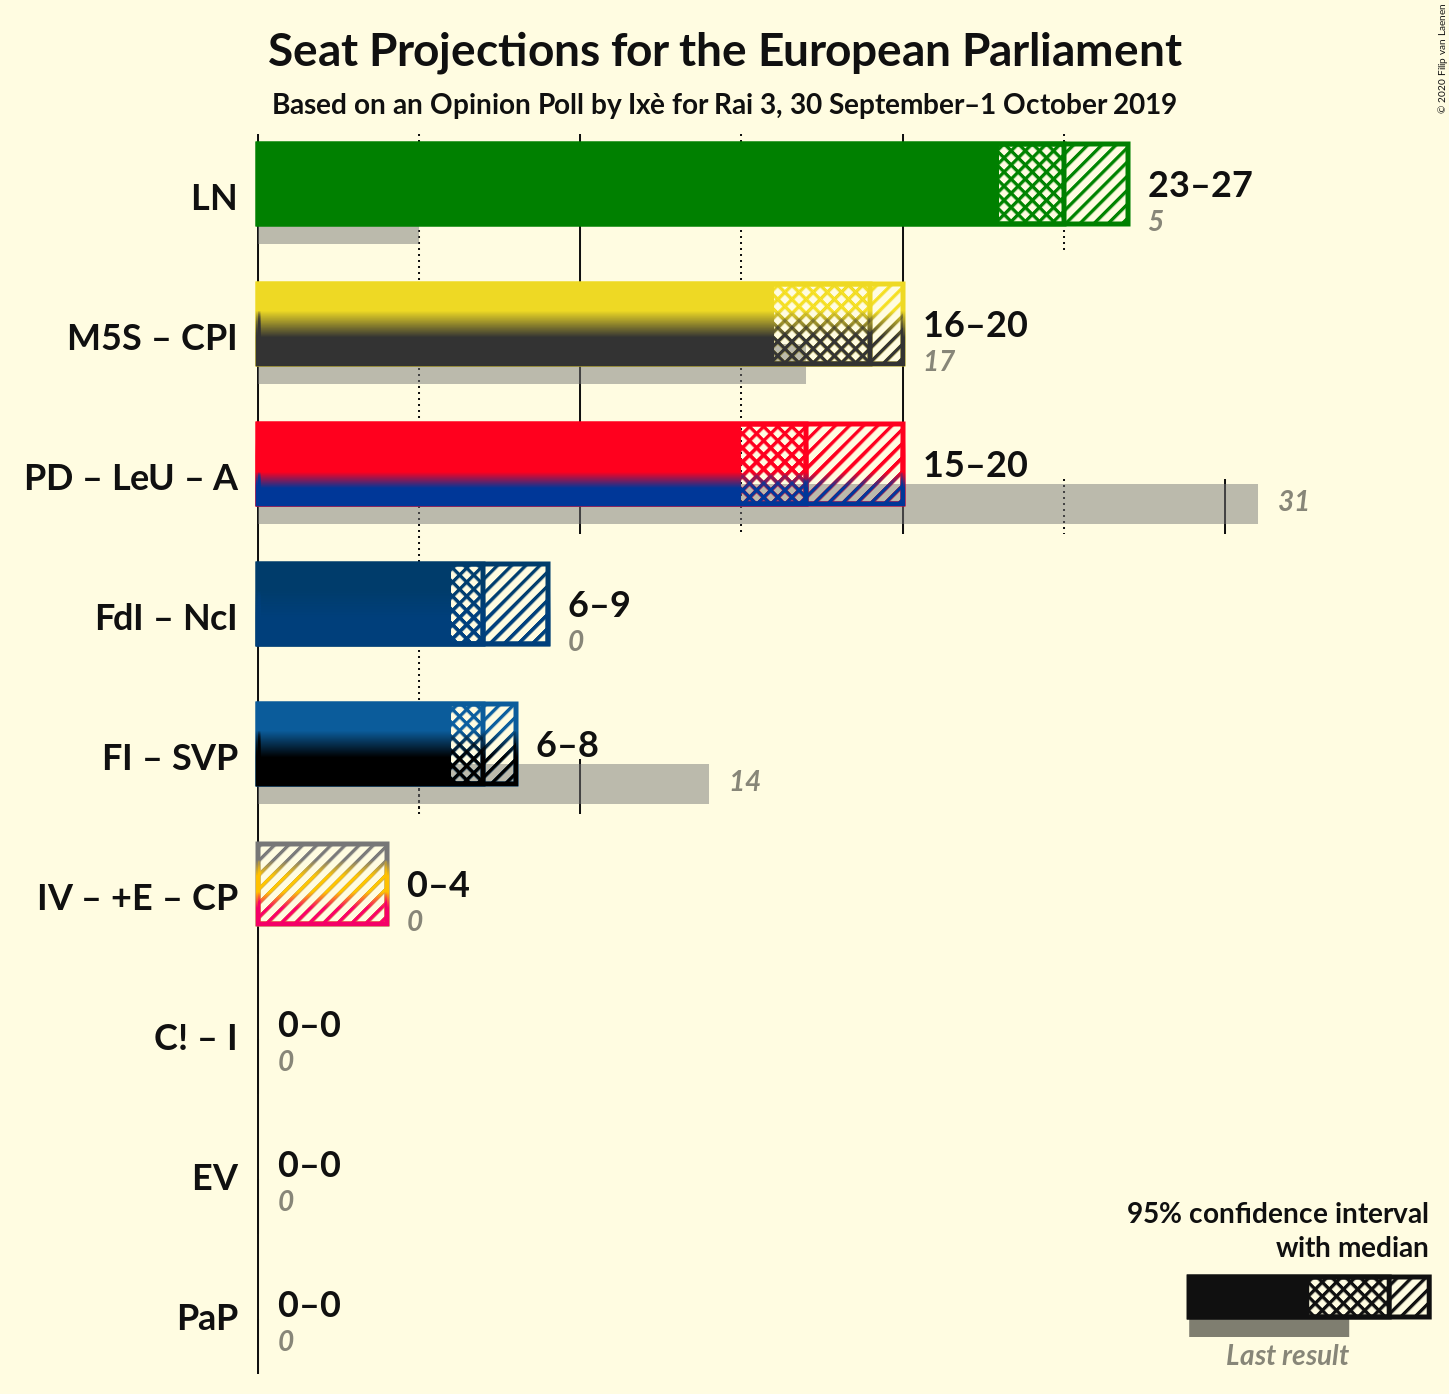 Seat Projections for the European Parliament
Based on an Opinion Poll by Ixè for Rai 3, 30 September–1 October 2019
© 2020 Filip van Laenen
LN
23–27
5
M5S – CPI
16–20
17
PD – LeU – A
15–20
31
FdI – NcI
6–9
0
FI – SVP
6–8
14
IV – +E – CP
0–4
0
C! – I
0–0
0
EV
0–0
0
PaP
0–0
0
95% confidence interval
with median
Last result